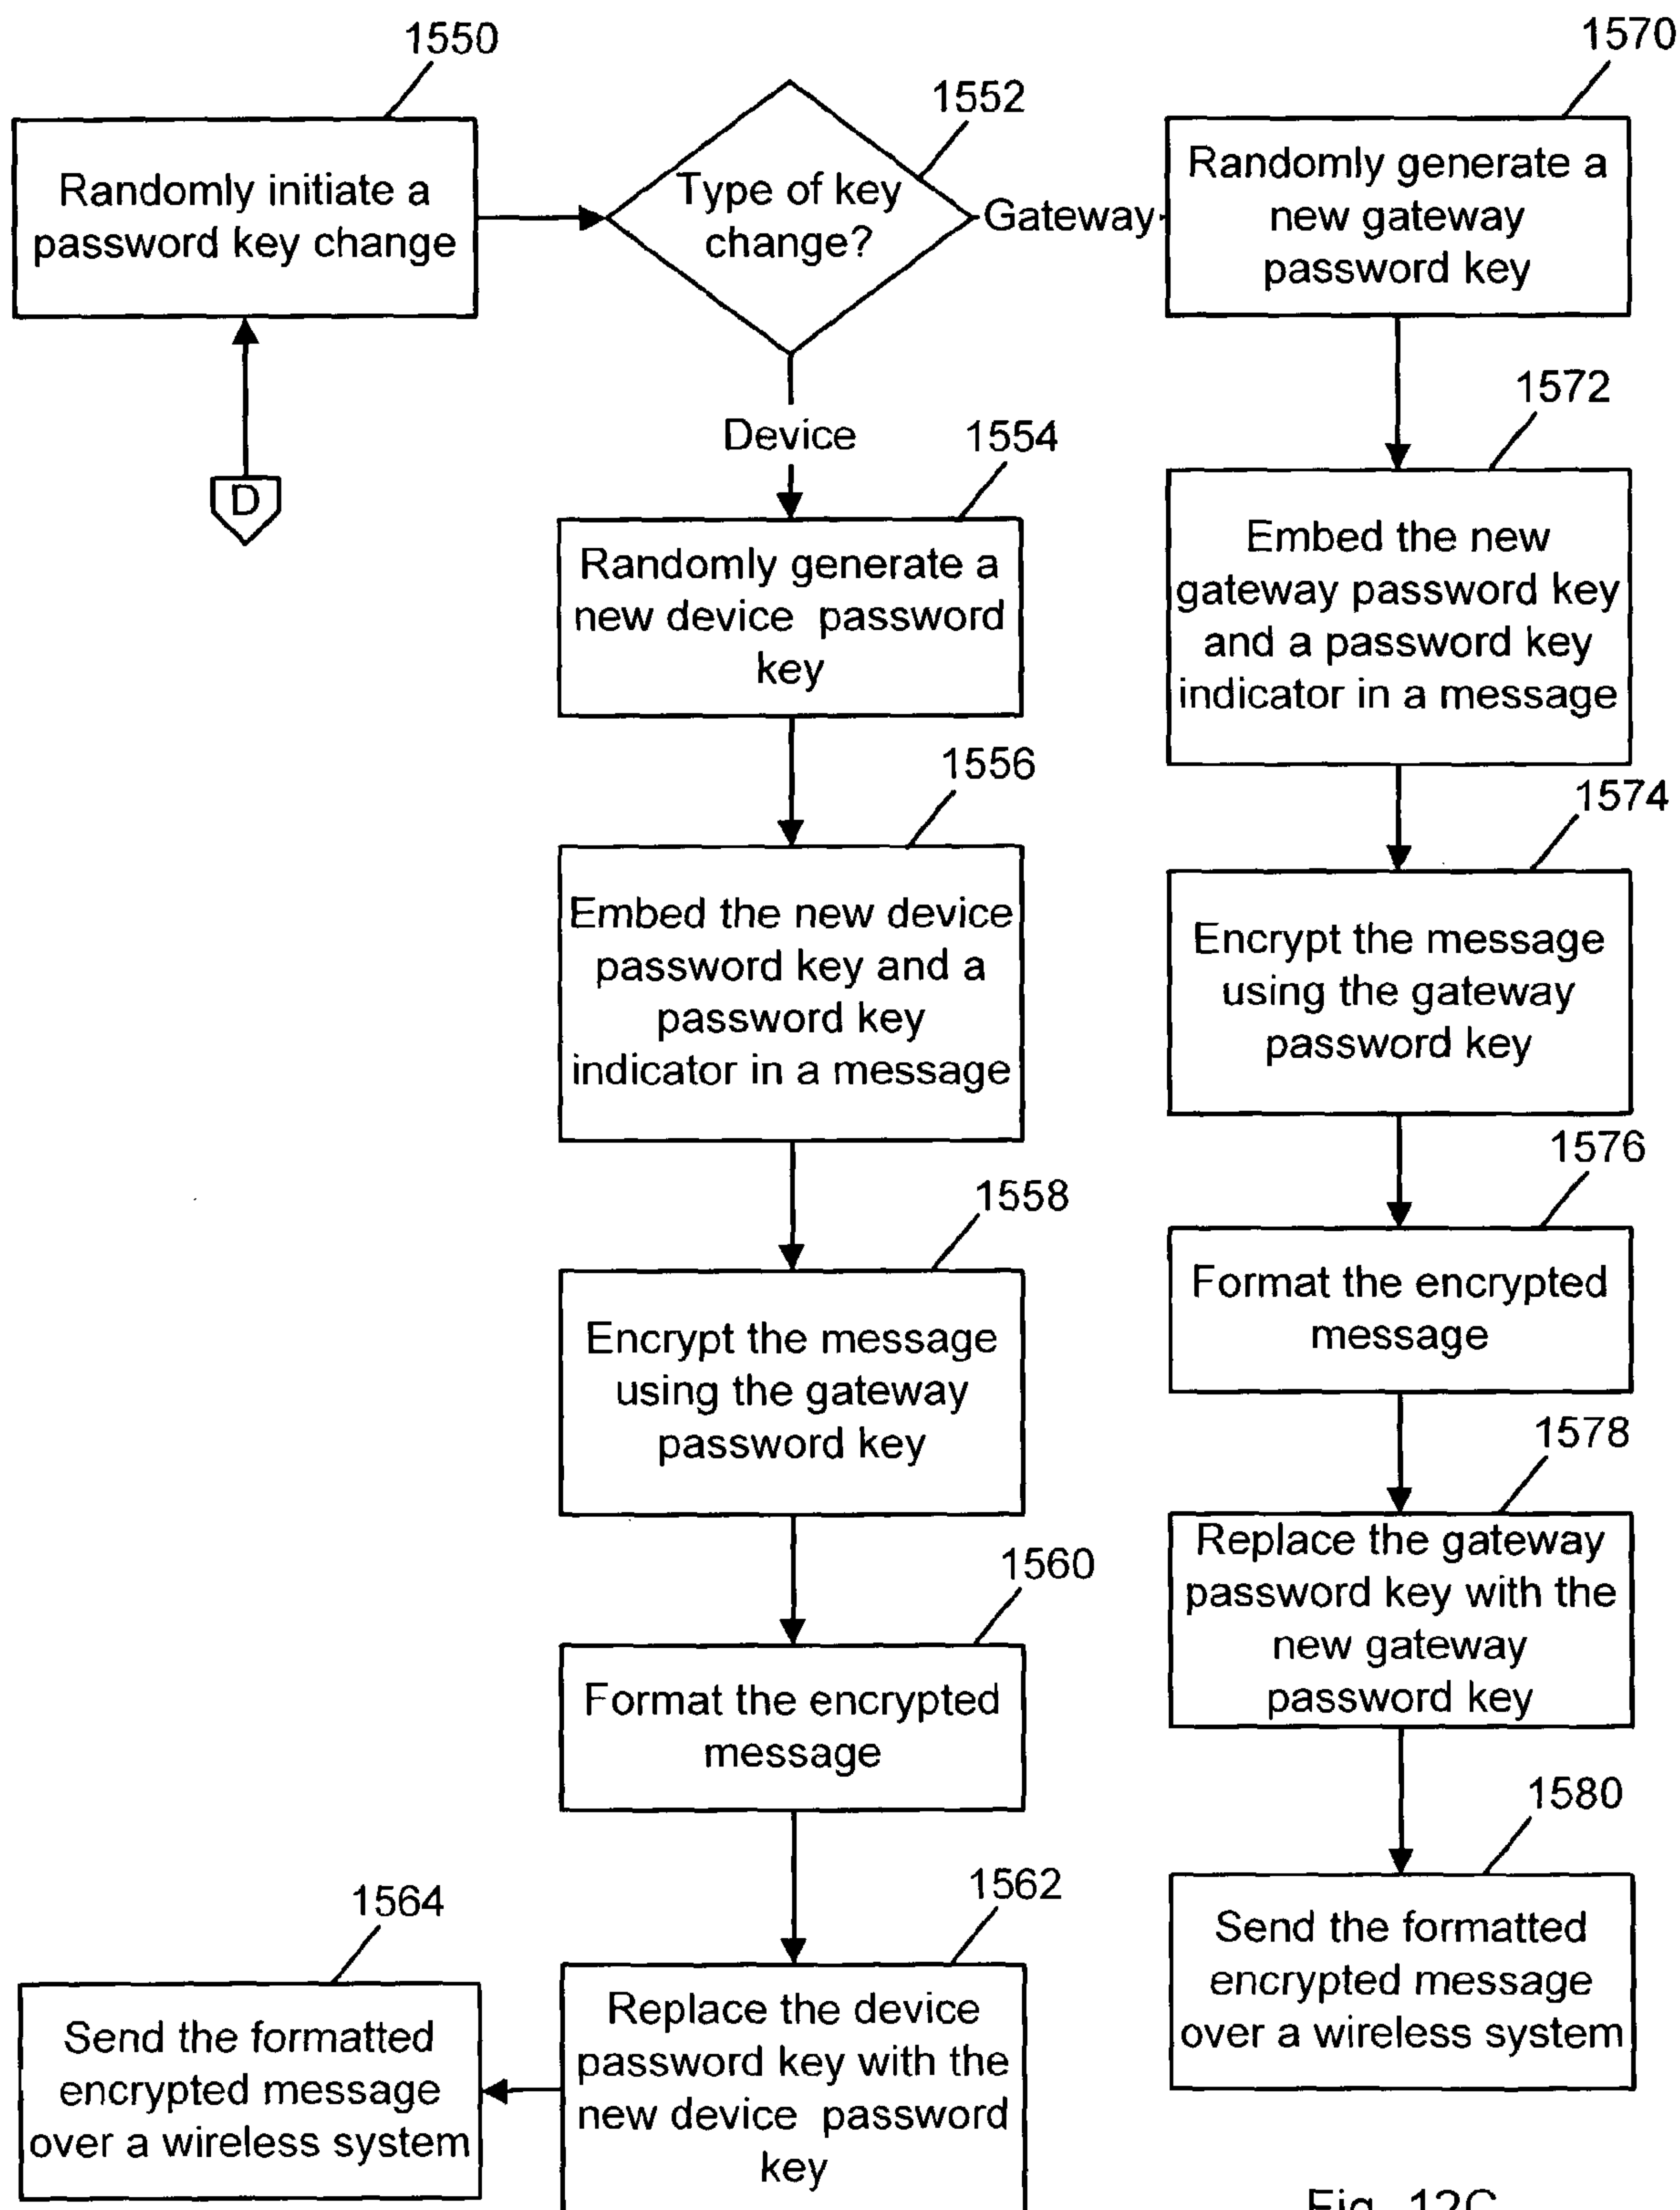 1550
Randomly initiate a
password key change
D
1552
Type of key
change?
Gateway
Device
1554
Randomly generate a
new device password
key
1556
Embed the new device
password key and a
password key
indicator in a message
1558
Encrypt the message
using the gateway
password key
1560
Format the encrypted
message
1562
Replace the device
password key with the
new device password
key
1564
Send the formatted
encrypted message
over a wireless system
1570
Randomly generate a
new gateway
password key
1572
Embed the new
gateway password key
and a password key
indicator in a message
1574
Encrypt the message
using the gateway
password key
1576
Format the encrypted
message
1578
Replace the gateway
password key with the
new gateway
password key
1580
Send the formatted
encrypted message
over a wireless system
Fig. 12C